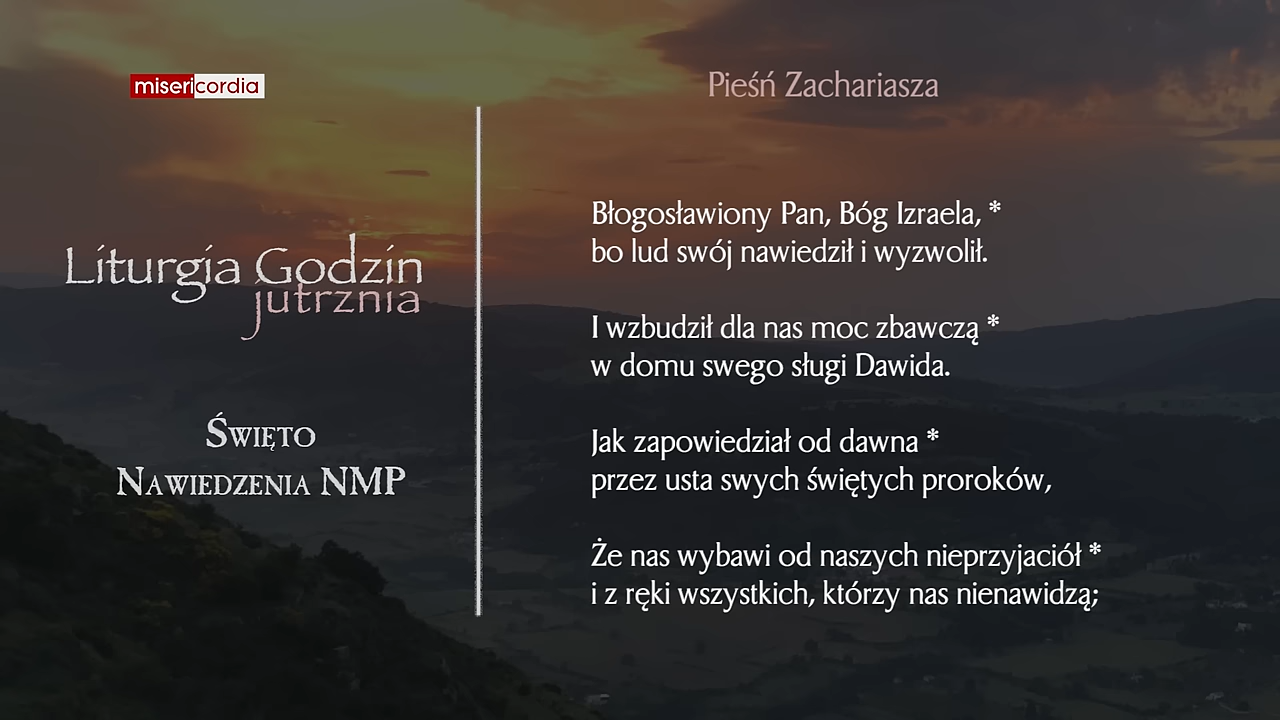 misericordia
Liturgia Godzin
jutrznia
Święto
Nawiedzenia NMP
Pieśń Zachariasza
Błogosławiony Pan, Bóg Izraela, *
bo lud swój nawiedził i wyzwolił.
I wzbudził dla nas moc zbawczą *
w domu swego sługi Dawida.
Jak zapowiedział od dawna *
przez usta swych świętych proroków,
Że nas wybawi od naszych nieprzyjaciół *
i z ręki wszystkich, którzy nas nienawidzą;